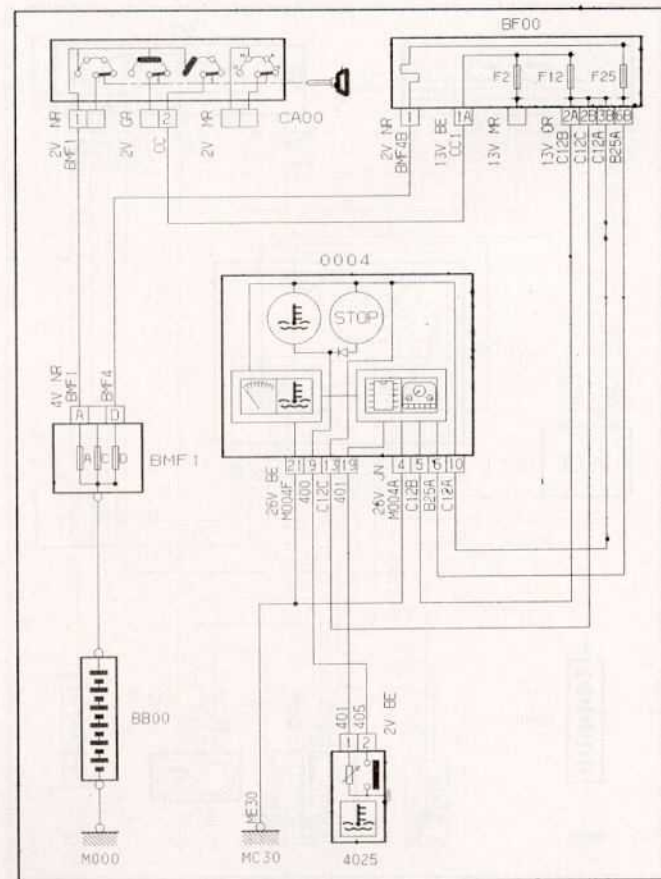 BF00
F2 F12 F25
1 2
CA00
2V NR
BMF1
2V GR
CC
2V MR
1 1A 2A 2B 3B 6B
2V NR
BMF4B
13V BE
CC1
13V MR
13V OR
C12B
C12C
C12A
B25A
0004
STOP
4V NR
BMF1
BMF4
A D
A C D
BMF1
21 9 13 19 4 5 6 10
26V BE
M004F
400
C12C
401
26V JN
M004A
C12B
B25A
C12A
BB00
M000
ME30
MC30
401
405
2V BE
1 2
4025